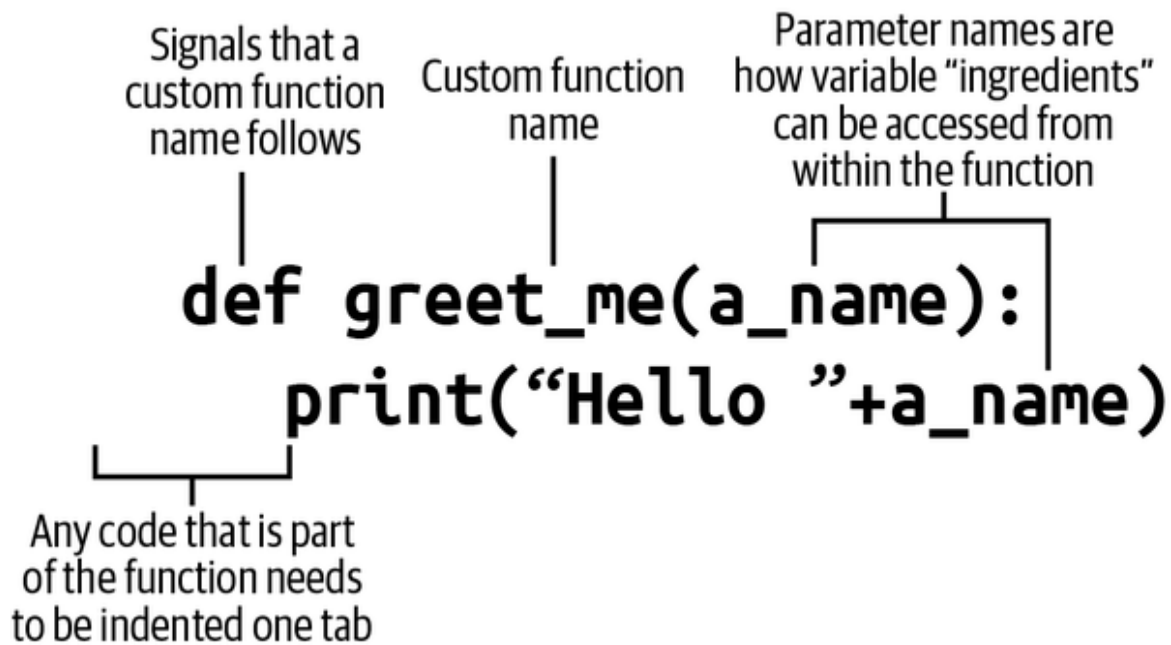 Signals that a
custom function
name follows
Custom function
name
Parameter names are
how variable “ingredients”
can be accessed from
within the function
def greet_me(a_name):
print(“Hello ”+a_name)
Any code that is part
of the function needs
to be indented one tab